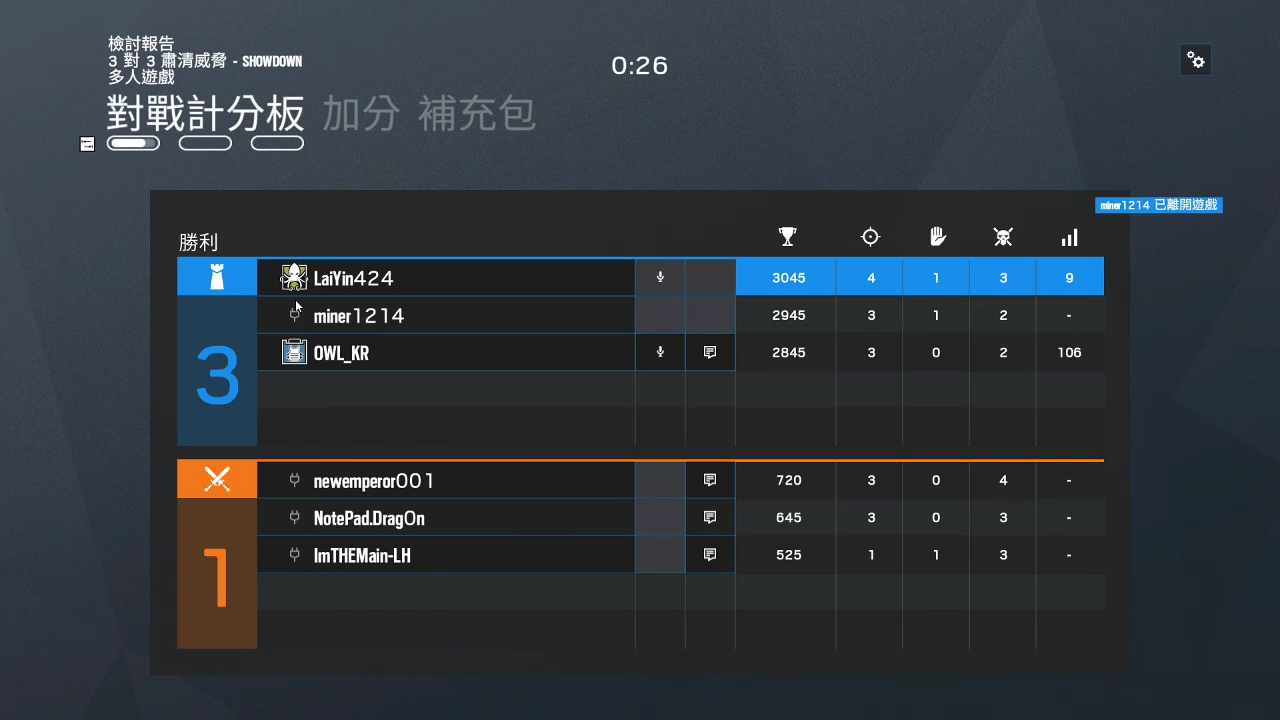 檢討報告
3 對 3 肅清威脅 - SHOWDOWN
多人遊戲
0:26
對戰計分板 加分 補充包
miner1214 已離開遊戲
勝利
LaiYin424 3045 4 1 3 9
miner1214 2945 3 1 2 -
3
OWL_KR 2845 3 0 2 106
newemperor001 720 3 0 4 -
NotePad.Drag0n 645 3 0 3 -
1
ImTHEMain-LH 525 1 1 3 -